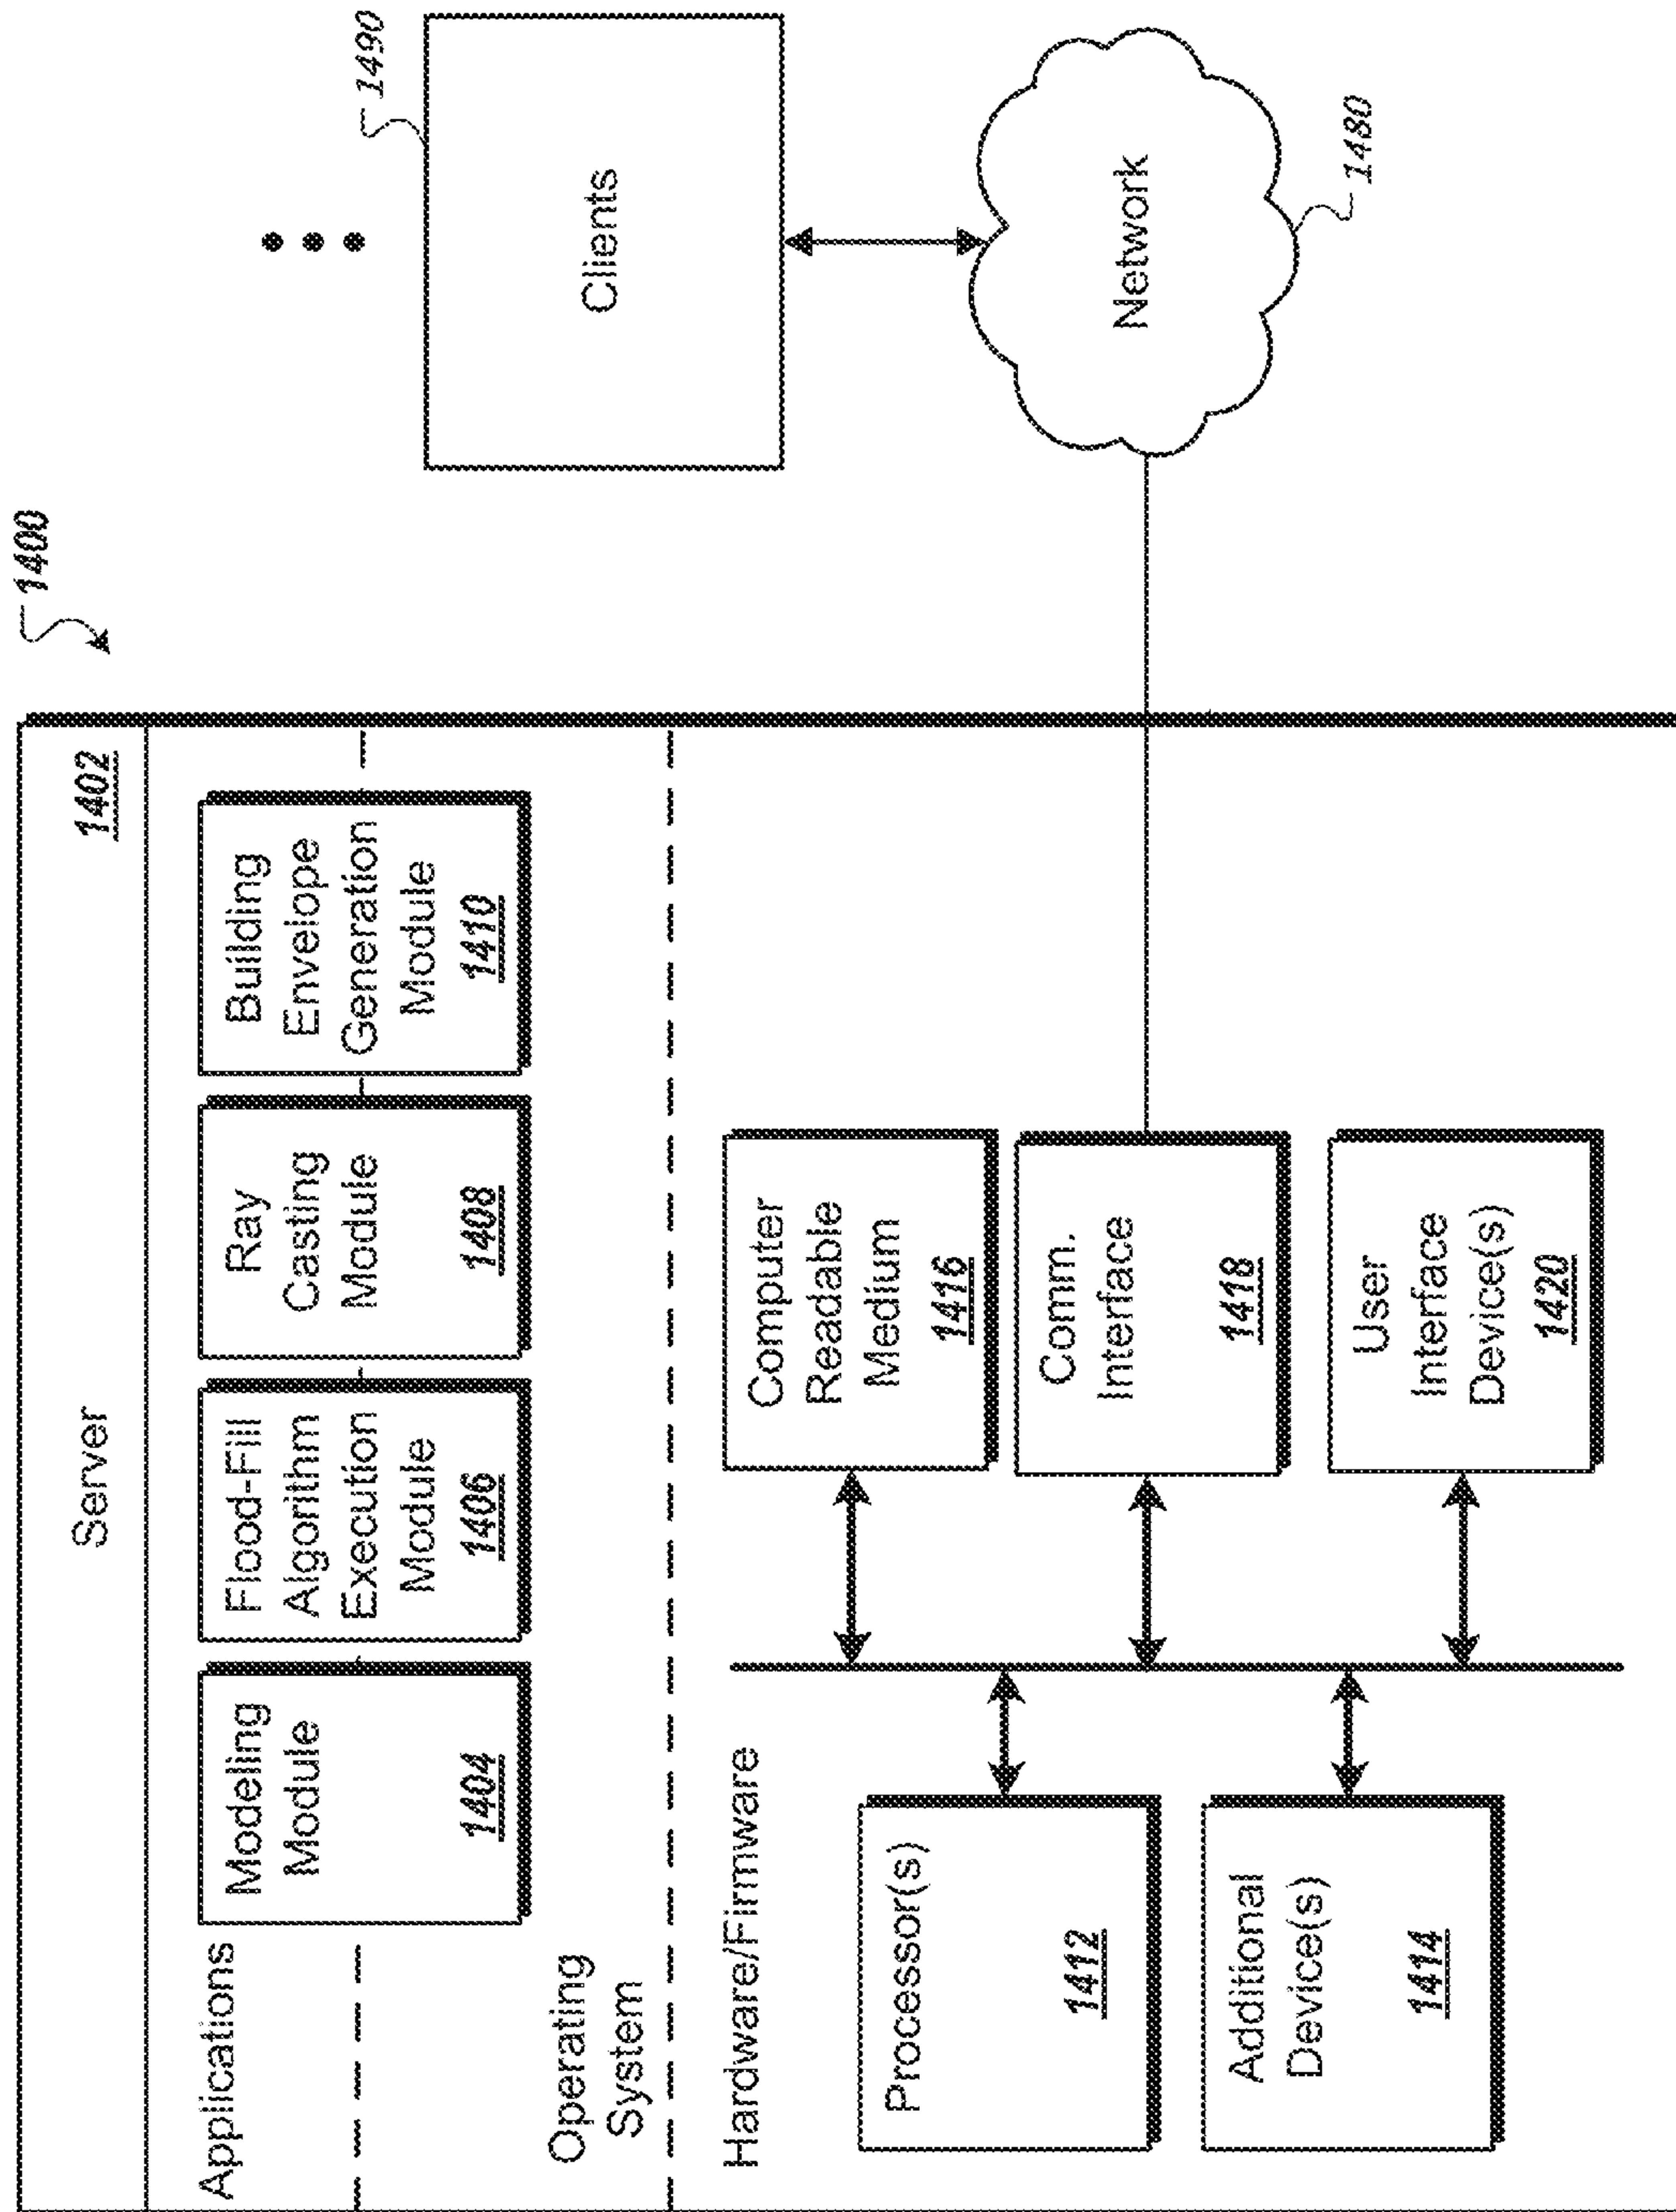 1400
Server
1402
Applications
Modeling
Module
1404
Flood-Fill
Algorithm
Execution
Module
1406
Ray
Casting
Module
1408
Building
Envelope
Generation
Module
1410
Operating
System
Hardware/Firmware
Processor(s)
1412
Additional
Device(s)
1414
Computer
Readable
Medium
1416
Comm.
Interface
1418
User
Interface
Device(s)
1420
1490
Clients
Network
1480